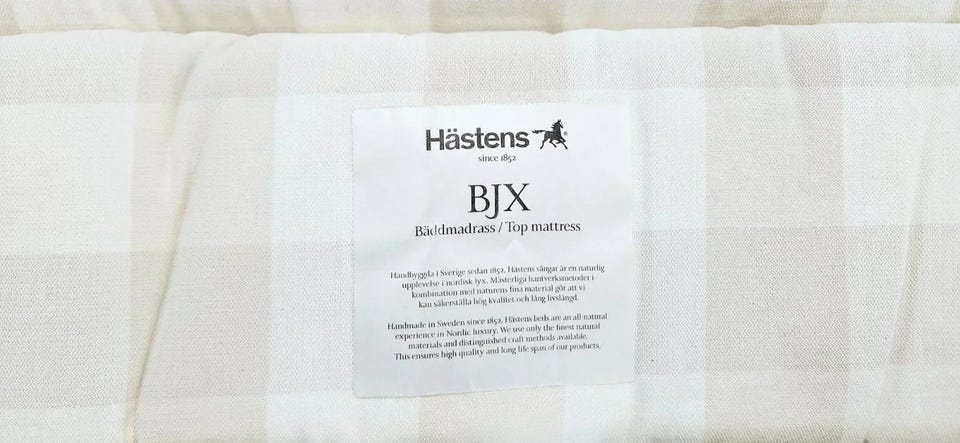 Hästens
since 1852
BJX
Bäddmadrass / Top mattress
Handbyggda i Sverige sedan 1852, Hästens sängar är en naturlig
upplevelse i nordisk lyx. Mästerliga hantverksmetoder i
kombination med naturens fina material gör att vi
kan säkerställa hög kvalitet och lång livslängd.
Handmade in Sweden since 1852, Hästens beds are an all-natural
experience in Nordic luxury. We use only the finest natural
materials and distinguished craft methods available.
This ensures high quality and long life span of our products.